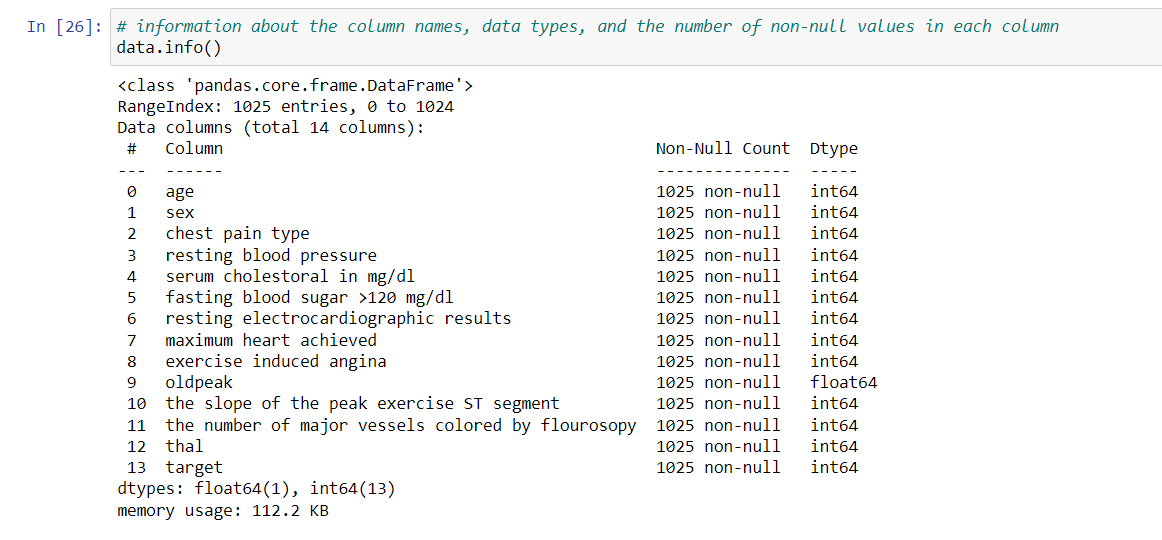 In [26]: # information about the column names, data types, and the number of non-null values in each column
data.info()
<class 'pandas.core.frame.DataFrame'>
RangeIndex: 1025 entries, 0 to 1024
Data columns (total 14 columns):
 #   Column                                              Non-Null Count  Dtype
---  ------                                              --------------  -----
 0   age                                                 1025 non-null   int64
 1   sex                                                 1025 non-null   int64
 2   chest pain type                                     1025 non-null   int64
 3   resting blood pressure                              1025 non-null   int64
 4   serum cholestoral in mg/dl                          1025 non-null   int64
 5   fasting blood sugar >120 mg/dl                      1025 non-null   int64
 6   resting electrocardiographic results                1025 non-null   int64
 7   maximum heart achieved                              1025 non-null   int64
 8   exercise induced angina                             1025 non-null   int64
 9   oldpeak                                             1025 non-null   float64
 10  the slope of the peak exercise ST segment           1025 non-null   int64
 11  the number of major vessels colored by flourosopy   1025 non-null   int64
 12  thal                                                1025 non-null   int64
 13  target                                              1025 non-null   int64
dtypes: float64(1), int64(13)
memory usage: 112.2 KB